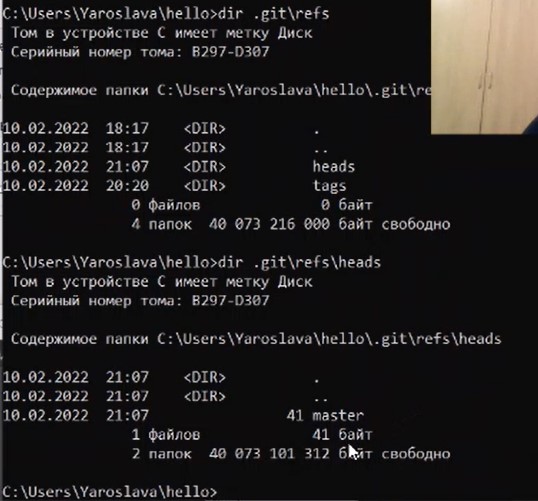 C:\Users\Yaroslava\hello>dir .git\refs
Том в устройстве C имеет метку Диск
Серийный номер тома: B297-D307
Содержимое папки C:\Users\Yaroslava\hello\.git\re
10.02.2022 18:17 <DIR> .
10.02.2022 18:17 <DIR> ..
10.02.2022 21:07 <DIR> heads
10.02.2022 20:20 <DIR> tags
0 файлов 0 байт
4 папок 40 073 216 000 байт свободно
C:\Users\Yaroslava\hello>dir .git\refs\heads
Том в устройстве C имеет метку Диск
Серийный номер тома: B297-D307
Содержимое папки C:\Users\Yaroslava\hello\.git\refs\heads
10.02.2022 21:07 <DIR> .
10.02.2022 21:07 <DIR> ..
10.02.2022 21:07 41 master
1 файлов 41 байт
2 папок 40 073 101 312 байт свободно
C:\Users\Yaroslava\hello>